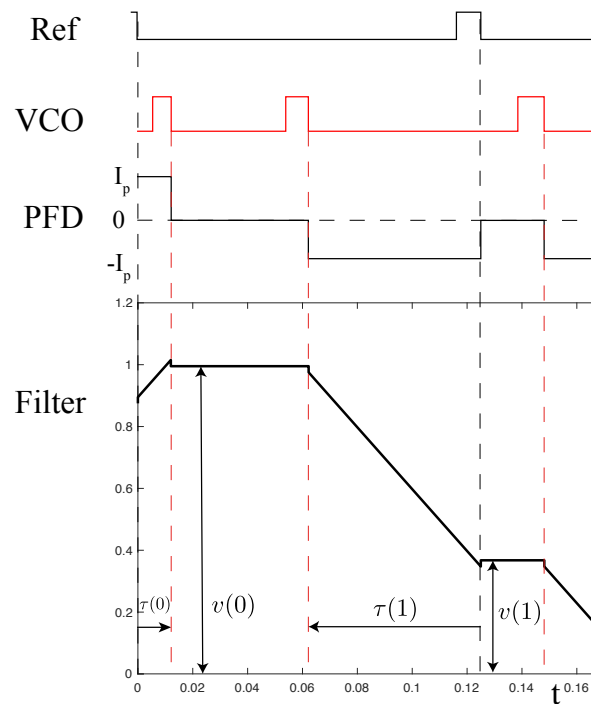 Ref
VCO
I_p
PFD
0
-I_p
1.2
1
Filter
0.8
0.6
0.4
0.2
τ(0)
v(0)
τ(1)
v(1)
0
0 0.02 0.04 0.06 0.08 0.1 0.12 0.14 0.16
t